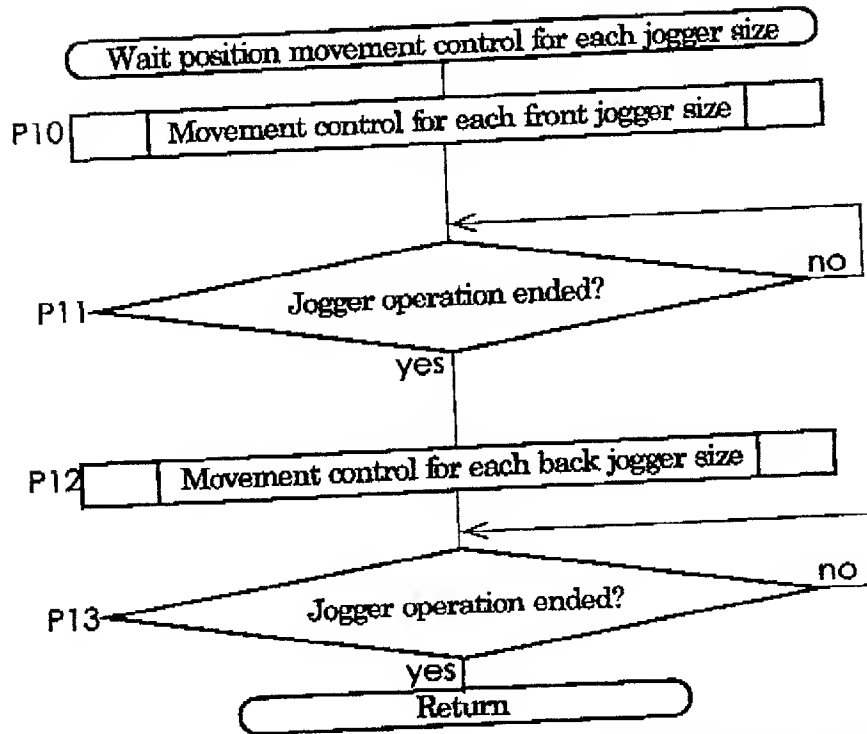 Wait position movement control for each jogger size
P10
Movement control for each front jogger size
no
P11
Jogger operation ended?
yes
P12
Movement control for each back jogger size
no
P13
Jogger operation ended?
yes
Return